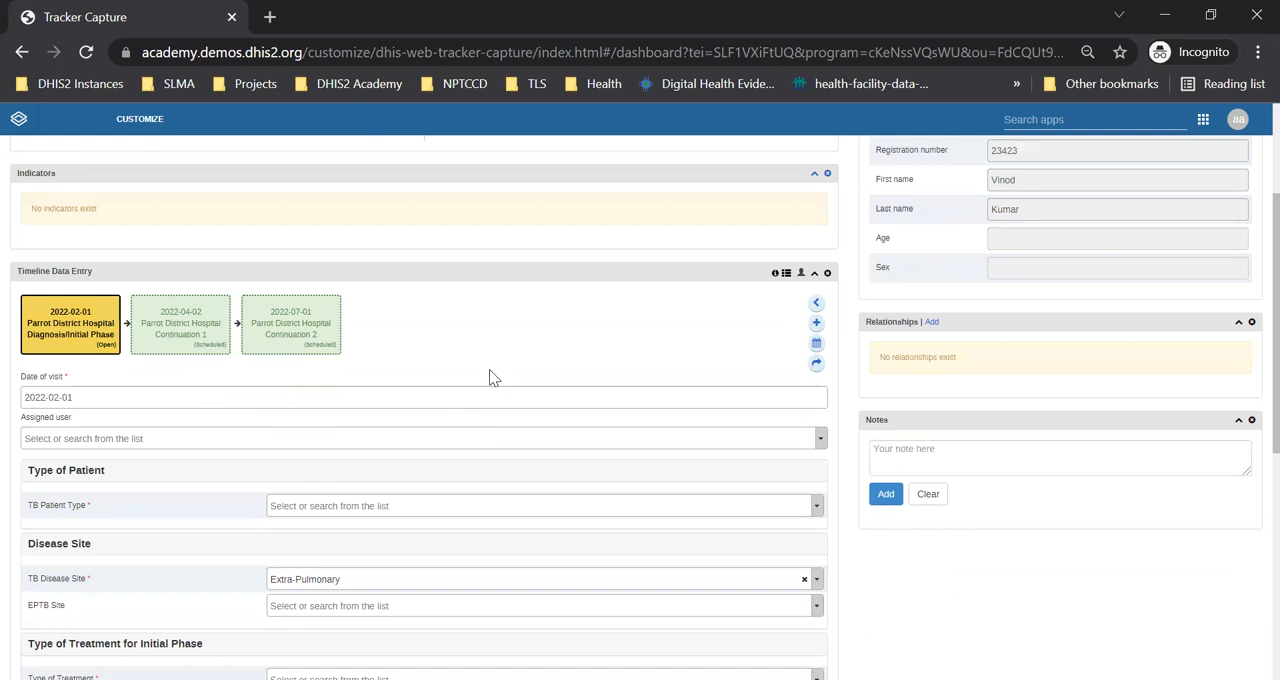 Tracker Capture
academy.demos.dhis2.org/customize/dhis-web-tracker-capture/index.html#/dashboard?tei=SLF1VXiFtUQ&program=cKeNssVQsWU&ou=FdCQUt9...
Incognito
DHIS2 Instances
SLMA
Projects
DHIS2 Academy
NPTCCD
TLS
Health
Digital Health Evide...
health-facility-data-...
»
Other bookmarks
Reading list
CUSTOMIZE
Search apps
aa
Indicators
No indicators exist
Timeline Data Entry
2022-02-01
Parrot District Hospital
Diagnosis/Initial Phase
(Open)
2022-04-02
Parrot District Hospital
Continuation 1
(Scheduled)
2022-07-01
Parrot District Hospital
Continuation 2
(Scheduled)
Date of visit *
2022-02-01
Assigned user
Select or search from the list
Type of Patient
TB Patient Type * Select or search from the list
Disease Site
TB Disease Site * Extra-Pulmonary
EPTB Site Select or search from the list
Type of Treatment for Initial Phase
Type of Treatment * Select or search from the list
Registration number 23423
First name Vinod
Last name Kumar
Age
Sex
Relationships | Add
No relationships exist
Notes
Your note here
Add Clear